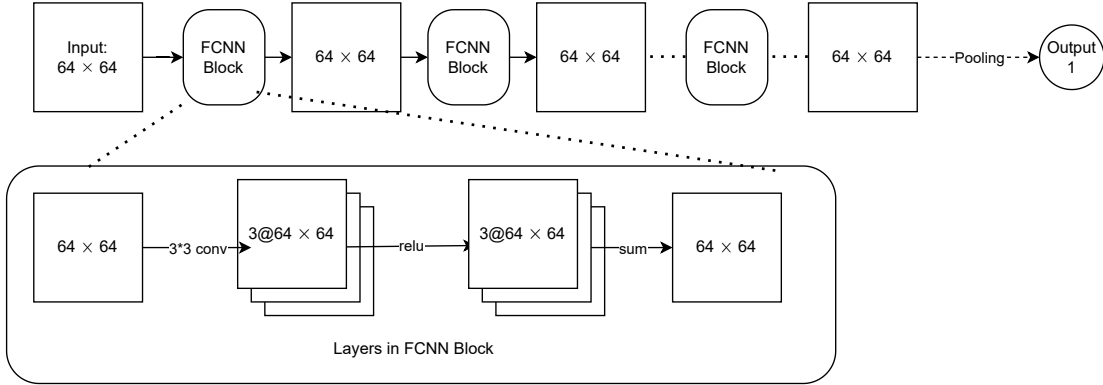 Input:
64 × 64
FCNN
Block
64 × 64
FCNN
Block
64 × 64
FCNN
Block
64 × 64
Pooling
Output
1
64 × 64
3*3 conv
3@64 × 64
relu
3@64 × 64
sum
64 × 64
Layers in FCNN Block